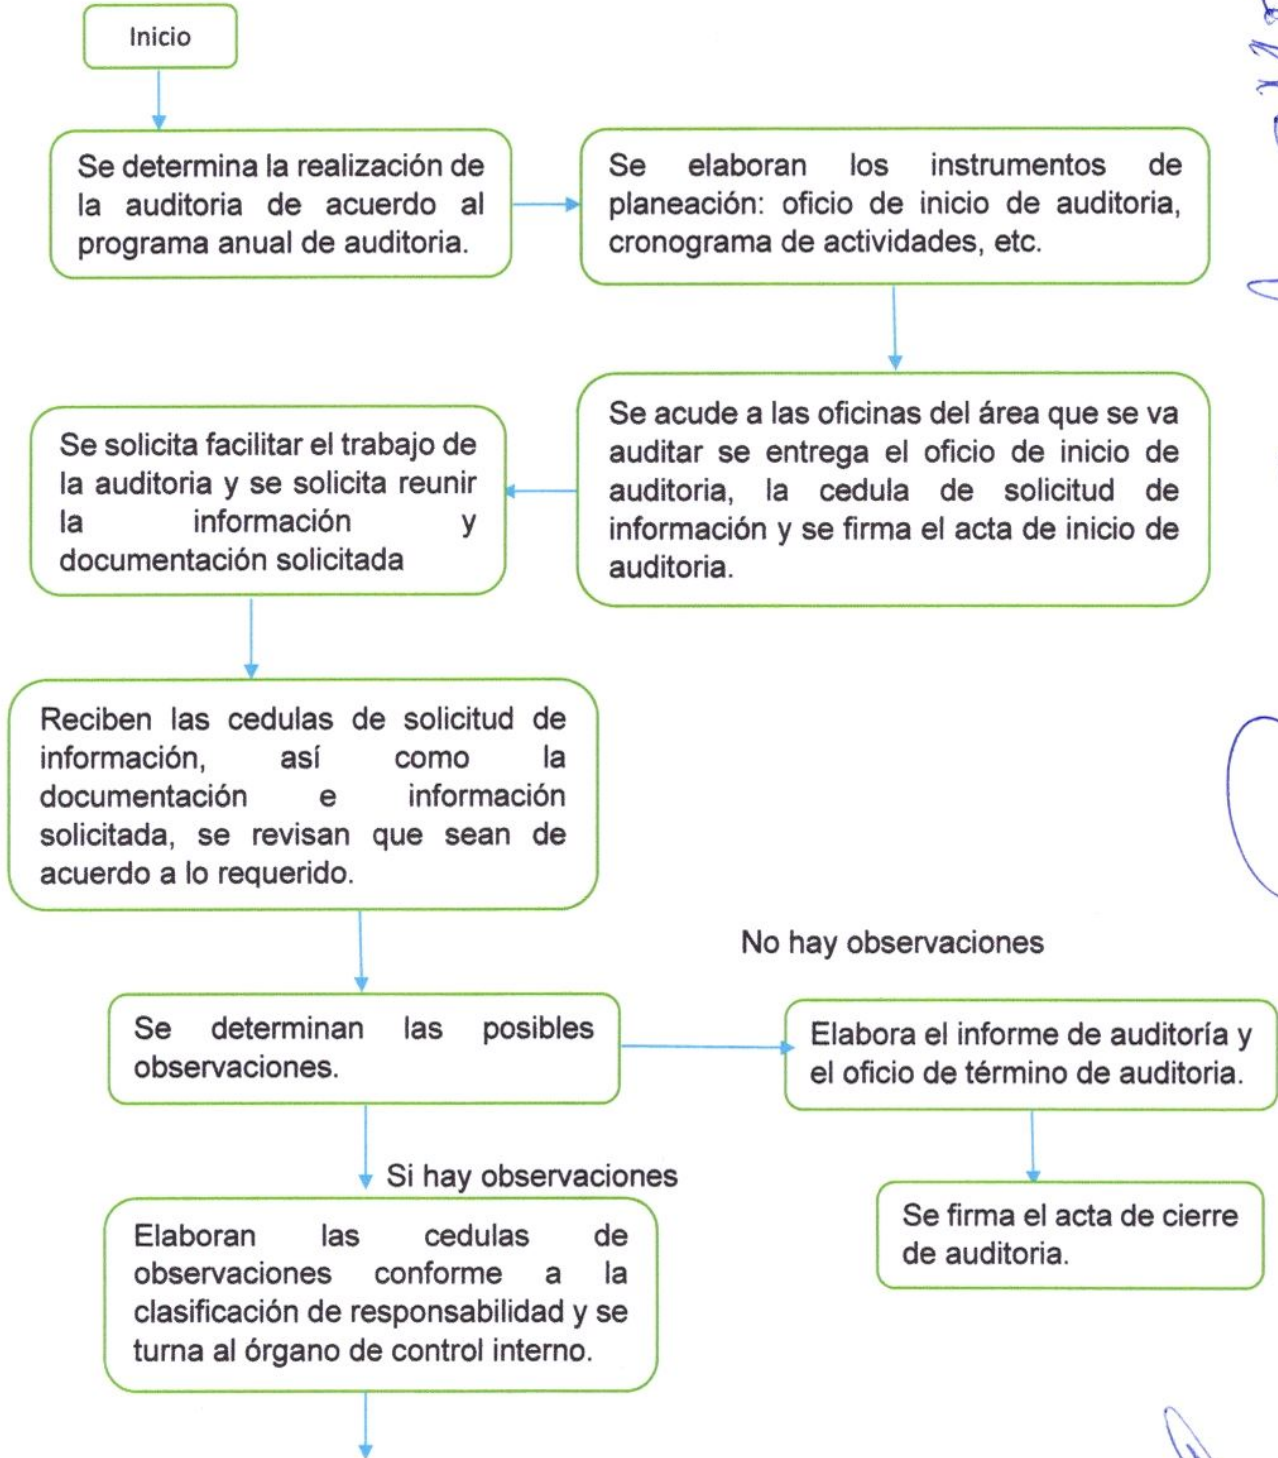 Inicio
Se determina la realización de
la auditoria de acuerdo al
programa anual de auditoria.
Se elaboran los instrumentos de
planeación: oficio de inicio de auditoria,
cronograma de actividades, etc.
Se acude a las oficinas del área que se va
auditar se entrega el oficio de inicio de
auditoria, la cedula de solicitud de
información y se firma el acta de inicio de
auditoria.
Se solicita facilitar el trabajo de
la auditoria y se solicita reunir
la información y
documentación solicitada
Reciben las cedulas de solicitud de
información, así como la
documentación e información
solicitada, se revisan que sean de
acuerdo a lo requerido.
Se determinan las posibles
observaciones.
No hay observaciones
Elabora el informe de auditoría y
el oficio de término de auditoria.
Se firma el acta de cierre
de auditoria.
Si hay observaciones
Elaboran las cedulas de
observaciones conforme a la
clasificación de responsabilidad y se
turna al órgano de control interno.